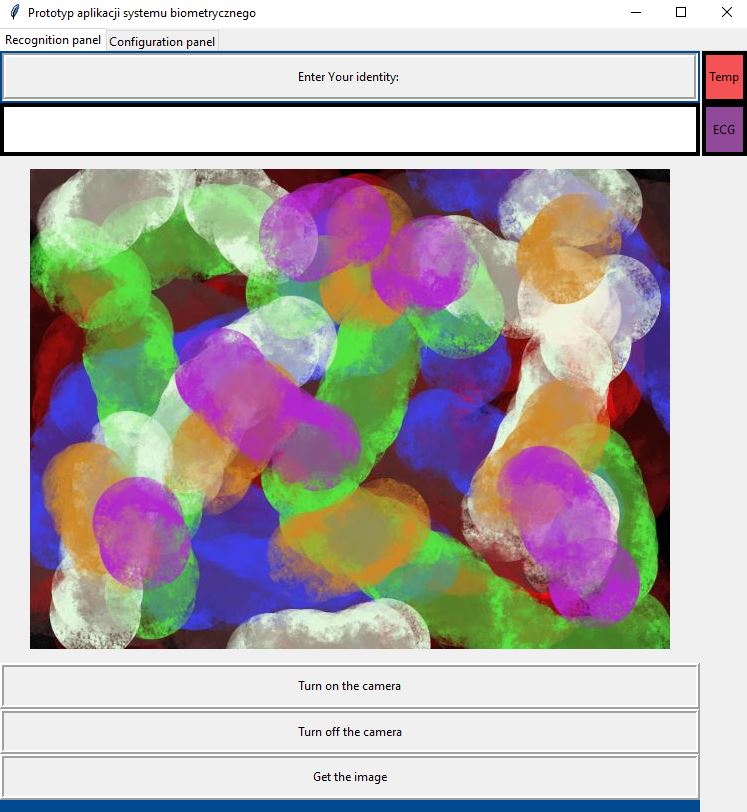 Prototyp aplikacji systemu biometrycznego
Recognition panel
Configuration panel
Enter Your identity:
Temp
ECG
Turn on the camera
Turn off the camera
Get the image